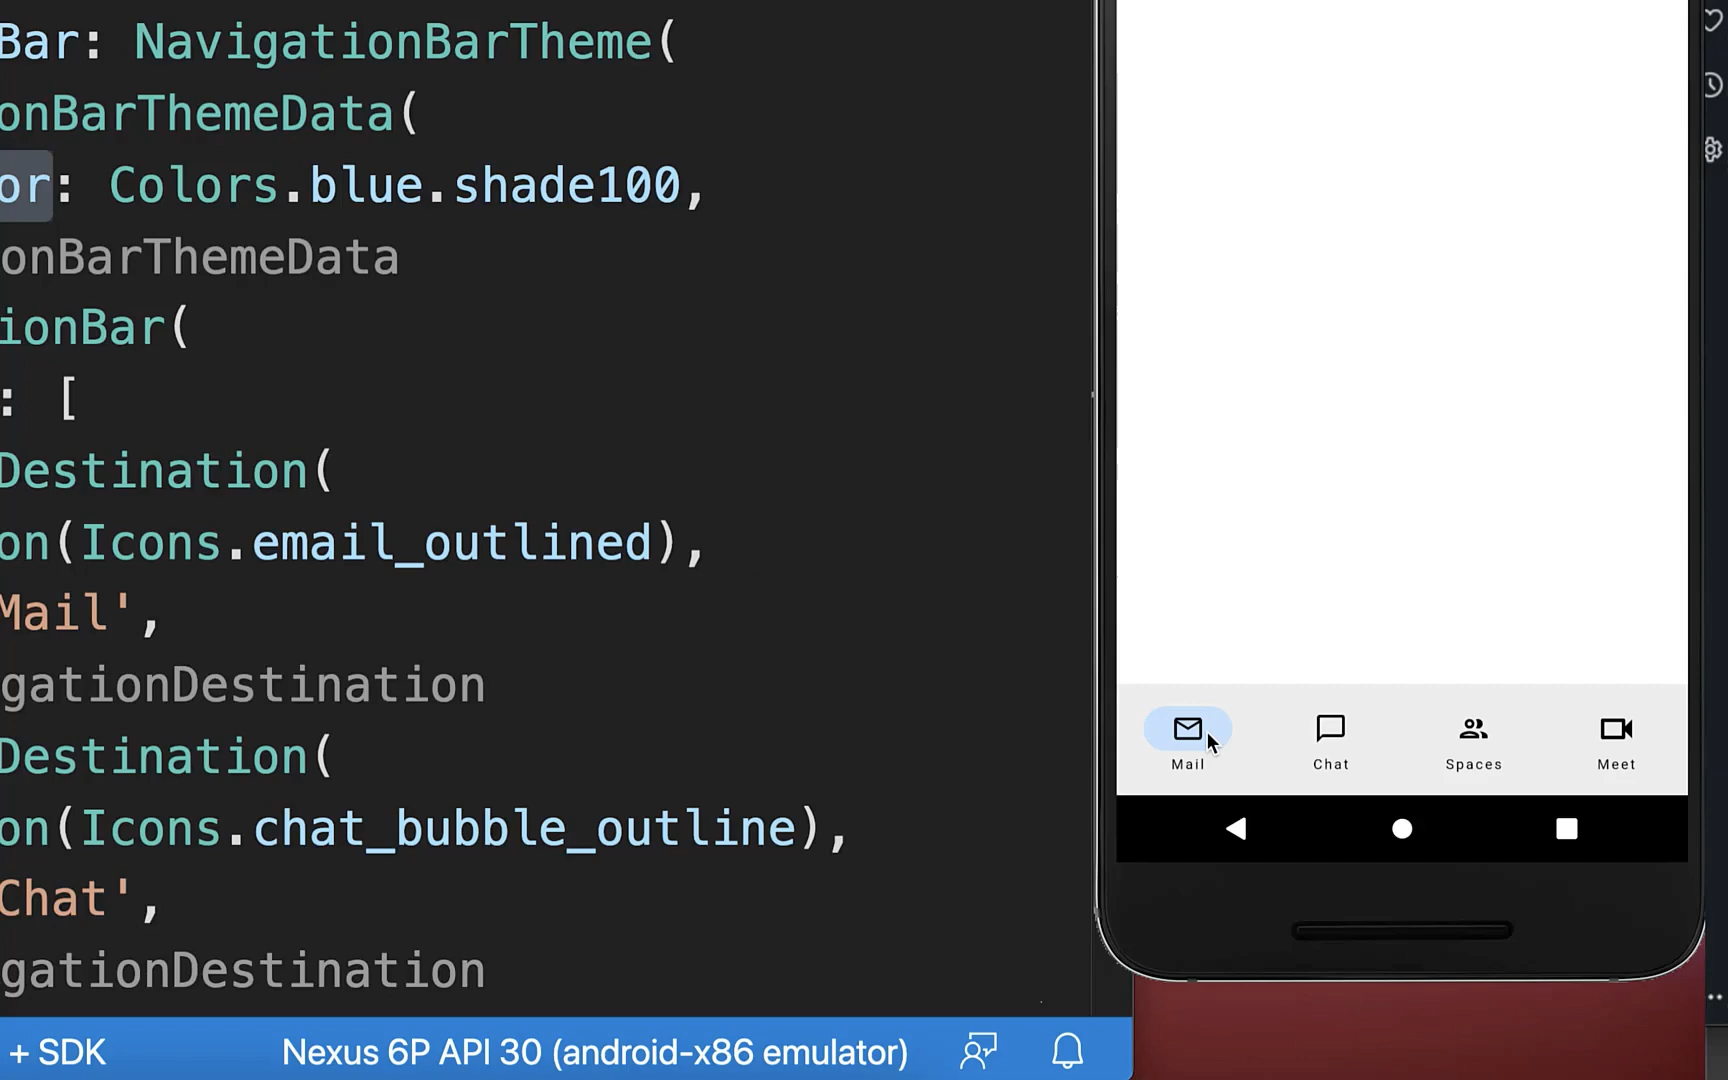 Bar: NavigationBarTheme(
onBarThemeData(
or: Colors.blue.shade100,
onBarThemeData
ionBar(
: [
Destination(
on(Icons.email_outlined),
Mail',
gationDestination
Destination(
on(Icons.chat_bubble_outline),
Chat',
gationDestination
+ SDK
Nexus 6P API 30 (android-x86 emulator)
Mail
Chat
Spaces
Meet